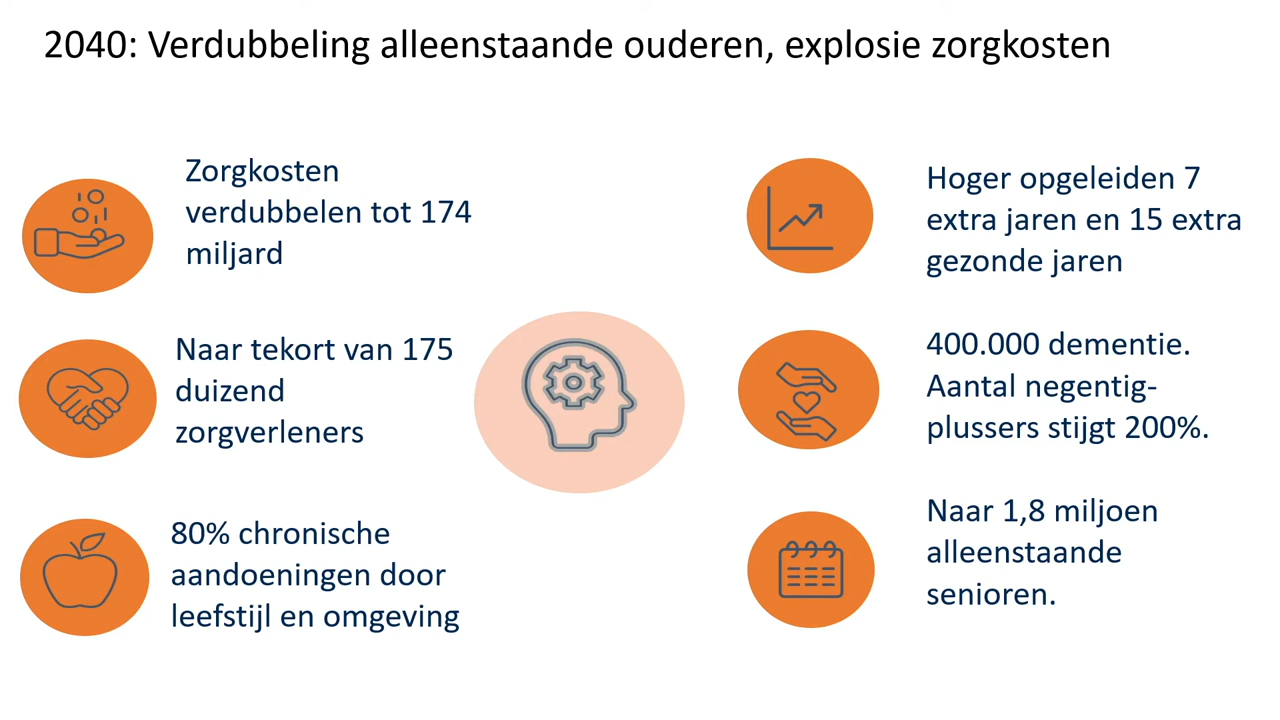 2040: Verdubbeling alleenstaande ouderen, explosie zorgkosten
Zorgkosten
verdubbelen tot 174
miljard
Naar tekort van 175
duizend
zorgverleners
80% chronische
aandoeningen door
leefstijl en omgeving
Hoger opgeleiden 7
extra jaren en 15 extra
gezonde jaren
400.000 dementie.
Aantal negentig-
plussers stijgt 200%.
Naar 1,8 miljoen
alleenstaande
senioren.